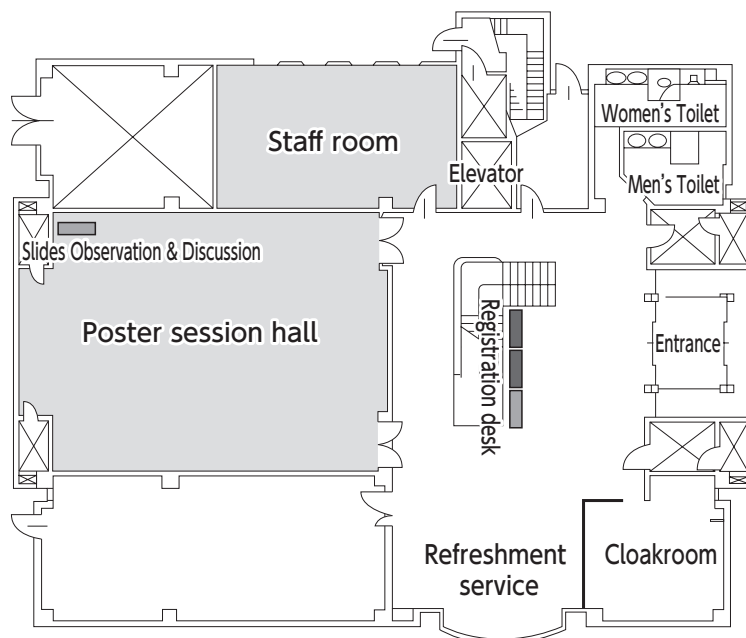 Women's Toilet
Staff room
Elevator
Men's Toilet
Slides Observation & Discussion
Poster session hall
Registration desk
Entrance
Refreshment
service
Cloakroom